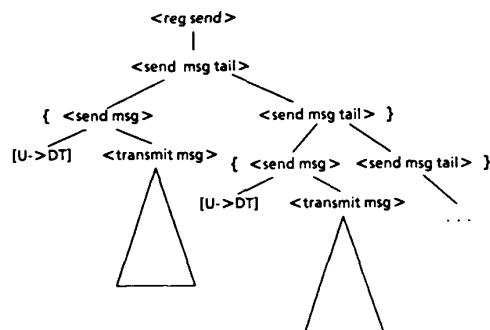 <reg send>
<send msg tail>
{ <send msg> <send msg tail> }
[U->DT] <transmit msg> { <send msg> <send msg tail> }
[U->DT] <transmit msg> . . .